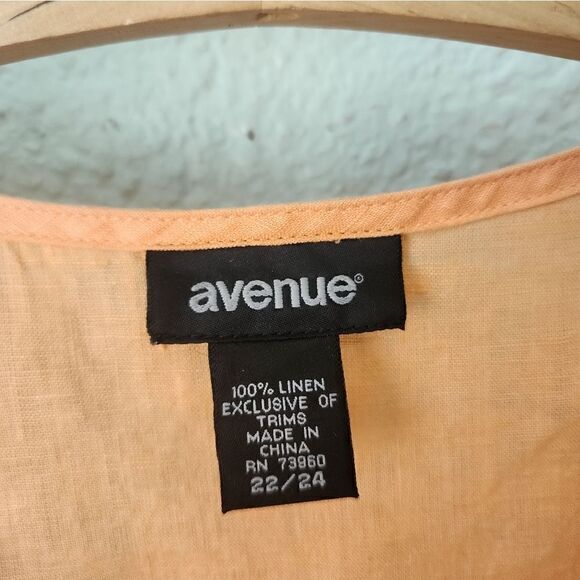 avenue®
100% LINEN
EXCLUSIVE OF
TRIMS
MADE IN
CHINA
RN 73960
22/24